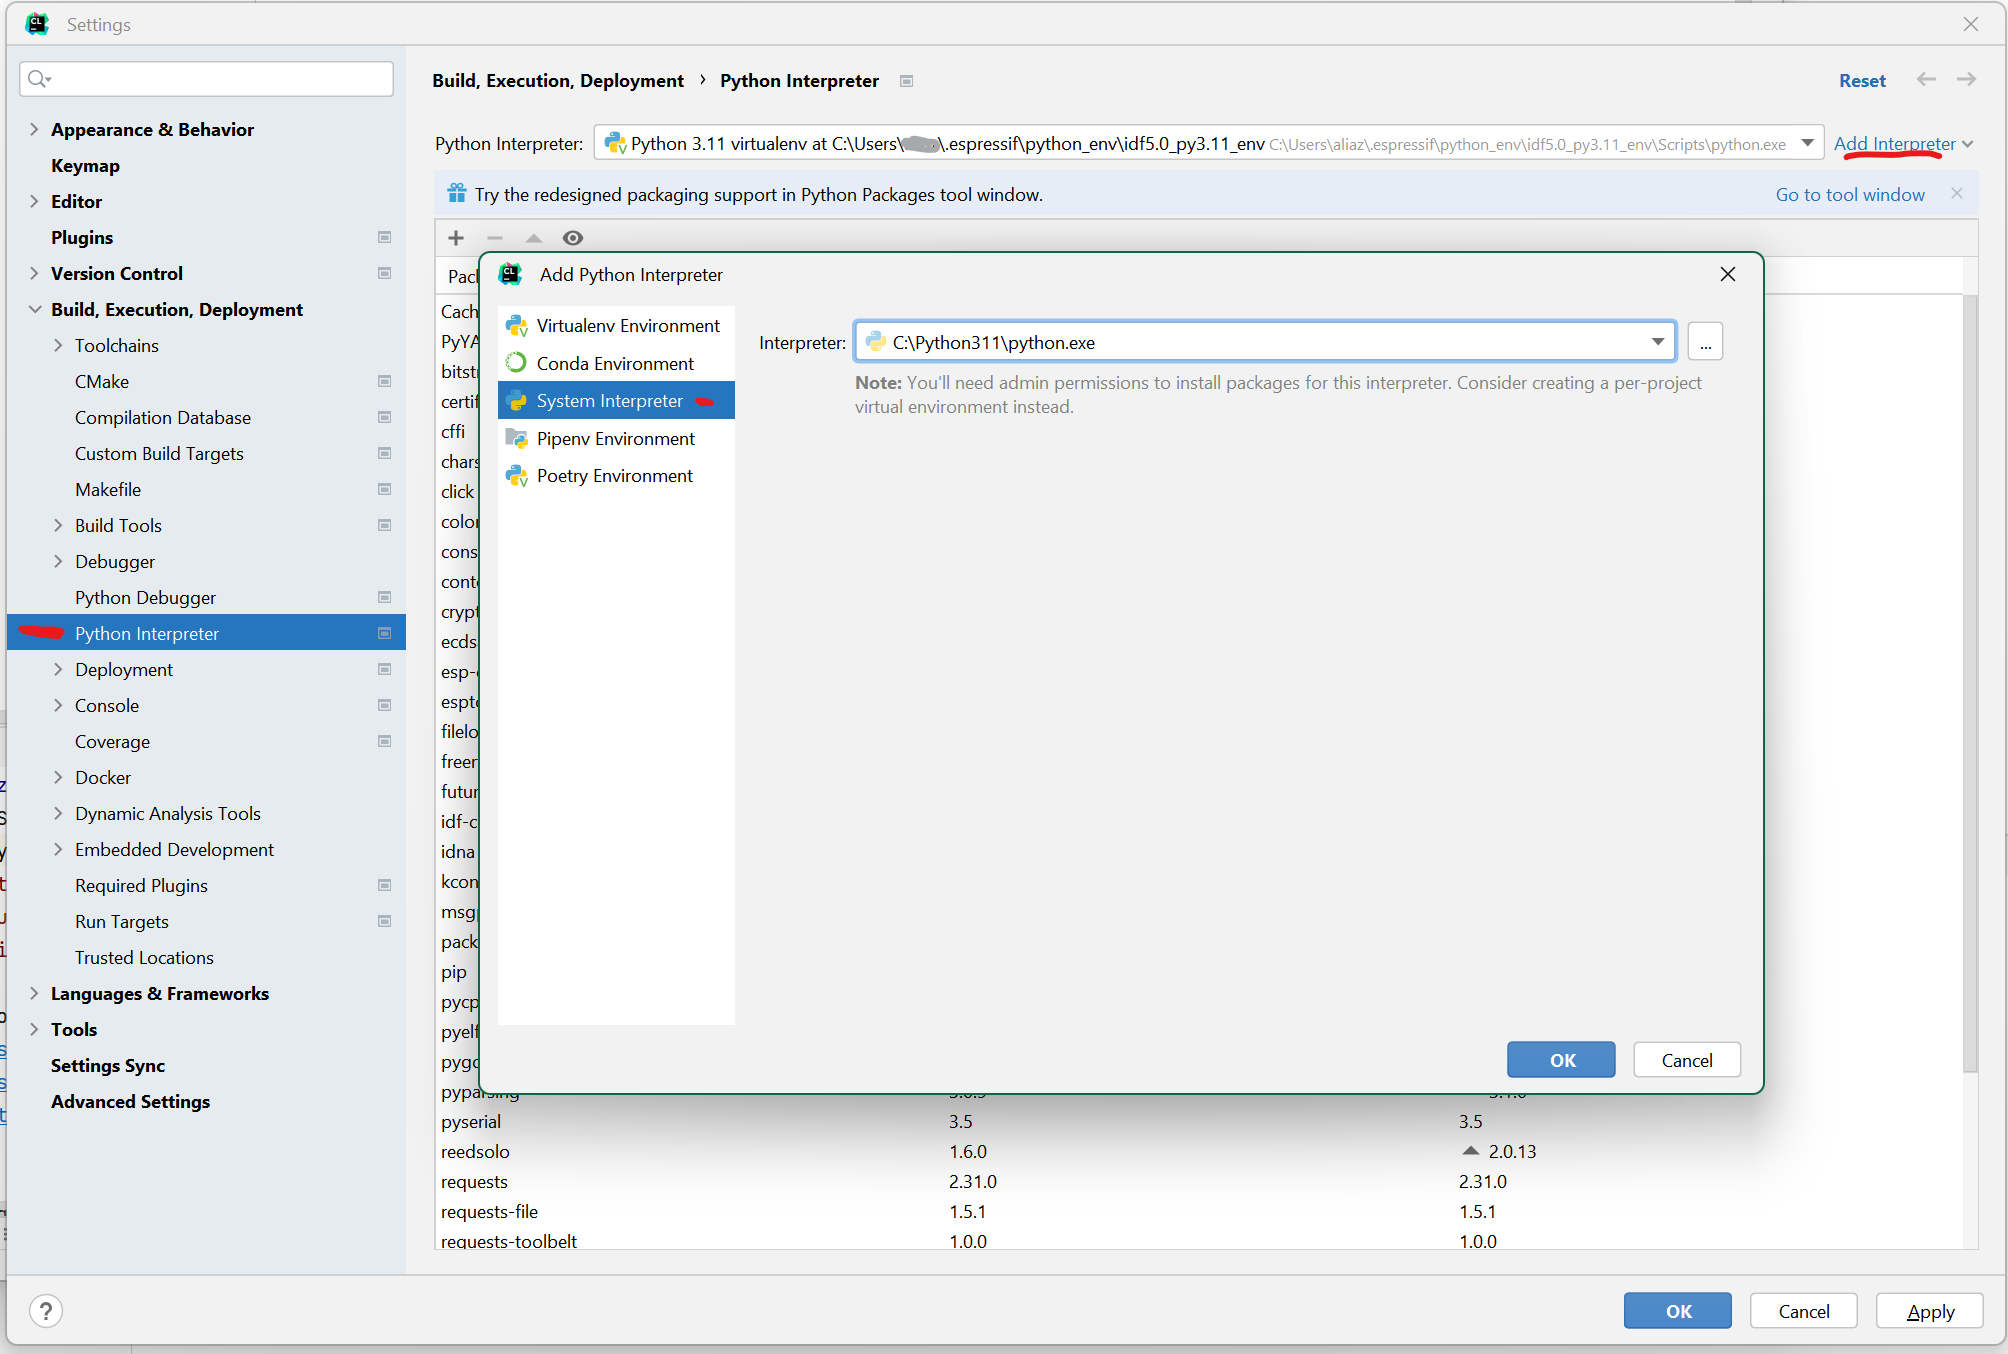 CL Settings
Build, Execution, Deployment › Python Interpreter
Reset
Python Interpreter: Python 3.11 virtualenv at C:\Users\ \.espressif\python_env\idf5.0_py3.11_env C:\Users\aliaz\.espressif\python_env\idf5.0_py3.11_env\Scripts\python.exe Add Interpreter
Try the redesigned packaging support in Python Packages tool window. Go to tool window
Appearance & Behavior
Keymap
Editor
Plugins
Version Control
Build, Execution, Deployment
Toolchains
CMake
Compilation Database
Custom Build Targets
Makefile
Build Tools
Debugger
Python Debugger
Python Interpreter
Deployment
Console
Coverage
Docker
Dynamic Analysis Tools
Embedded Development
Required Plugins
Run Targets
Trusted Locations
Languages & Frameworks
Tools
Settings Sync
Advanced Settings
CL Add Python Interpreter
Virtualenv Environment
Conda Environment
System Interpreter
Pipenv Environment
Poetry Environment
Interpreter: C:\Python311\python.exe ...
Note: You'll need admin permissions to install packages for this interpreter. Consider creating a per-project
virtual environment instead.
OK Cancel
Pack
Cach
PyYA
bitstr
certif
cffi
chars
click
color
cons
conte
crypt
ecds
esp-
espt
filelo
freer
futur
idf-c
idna
kcon
msgp
pack
pip
pycp
pyelf
pygd
pyparsing
pyserial 3.5 3.5
reedsolo 1.6.0 2.0.13
requests 2.31.0 2.31.0
requests-file 1.5.1 1.5.1
requests-toolbelt 1.0.0 1.0.0
? OK Cancel Apply